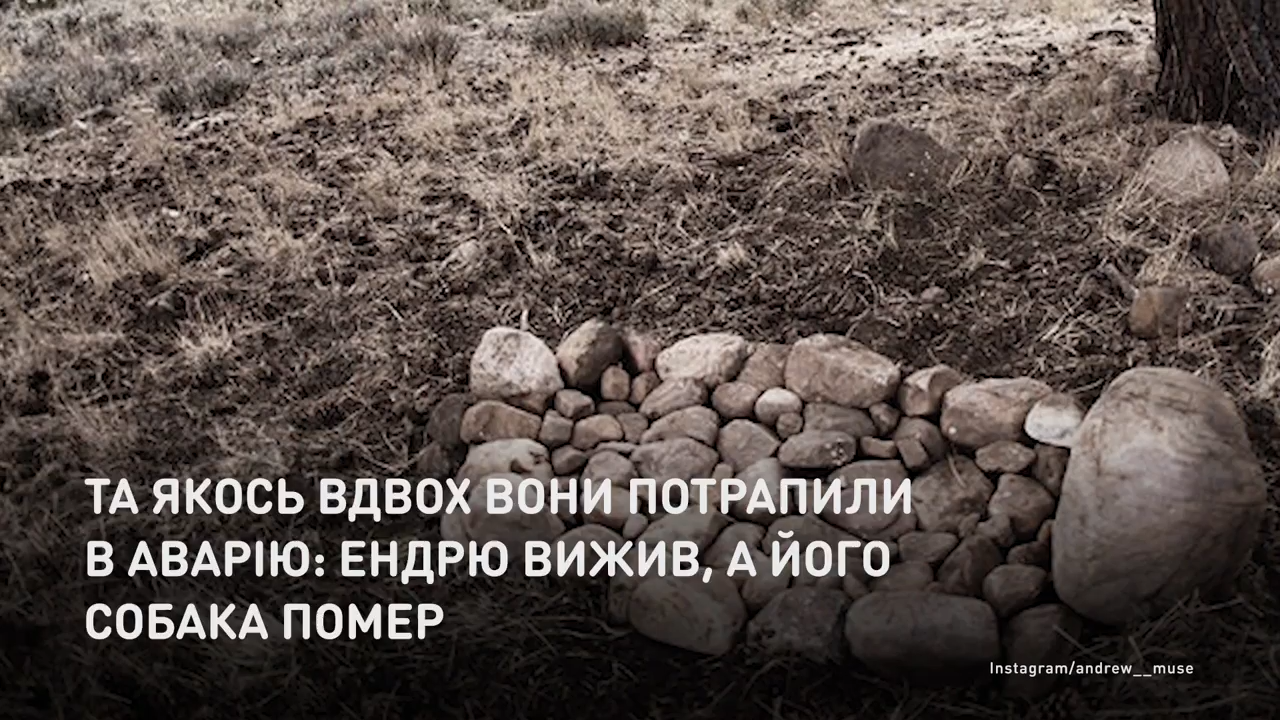 ТА ЯКОСЬ ВДВОХ ВОНИ ПОТРАПИЛИ
В АВАРІЮ: ЕНДРЮ ВИЖИВ, А ЙОГО
СОБАКА ПОМЕР
Instagram/andrew__muse